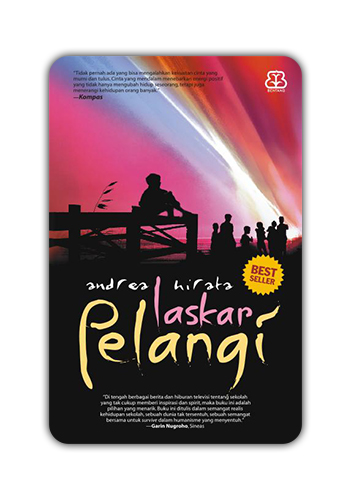 "Tidak pernah ada yang bisa mengalahkan kekuatan cinta yang
murni dan tulus. Cinta yang mendalam menebarkan energi positif
yang tidak hanya mengubah hidup seseorang, tetapi juga
menerangi kehidupan orang banyak."
—Kompas
BENTANG
andrea hirata
BEST
SELLER
laskar
Pelangi
"Di tengah berbagai berita dan hiburan televisi tentang sekolah
yang tak cukup memberi inspirasi dan spirit, maka buku ini adalah
pilihan yang menarik. Buku ini ditulis dalam semangat realis
kehidupan sekolah, sebuah dunia tak tersentuh, sebuah semangat
bersama untuk survive dalam humanisme yang menyentuh."
—Garin Nugroho, Sineas